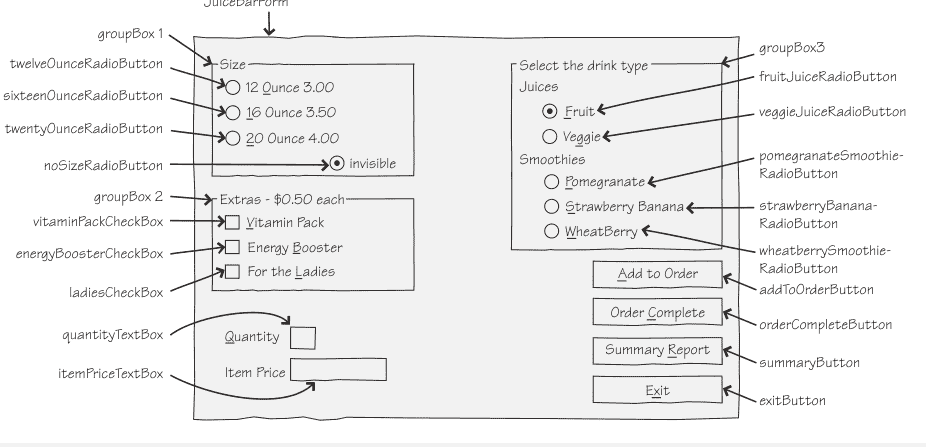 JuiceBarForm
groupBox 1
twelveOunceRadioButton
sixteenOunceRadioButton
twentyOunceRadioButton
noSizeRadioButton
groupBox 2
vitaminPackCheckBox
energyBoosterCheckBox
ladiesCheckBox
quantityTextBox
itemPriceTextBox
Size
12 Ounce 3.00
16 Ounce 3.50
20 Ounce 4.00
invisible
Extras - $0.50 each
Vitamin Pack
Energy Booster
For the Ladies
Quantity
Item Price
Select the drink type
Juices
Fruit
Veggie
Smoothies
Pomegranate
Strawberry Banana
WheatBerry
Add to Order
Order Complete
Summary Report
Exit
groupBox3
fruitJuiceRadioButton
veggieJuiceRadioButton
pomegranateSmoothie-
RadioButton
strawberryBanana-
RadioButton
wheatberrySmoothie-
RadioButton
addToOrderButton
orderCompleteButton
summaryButton
exitButton